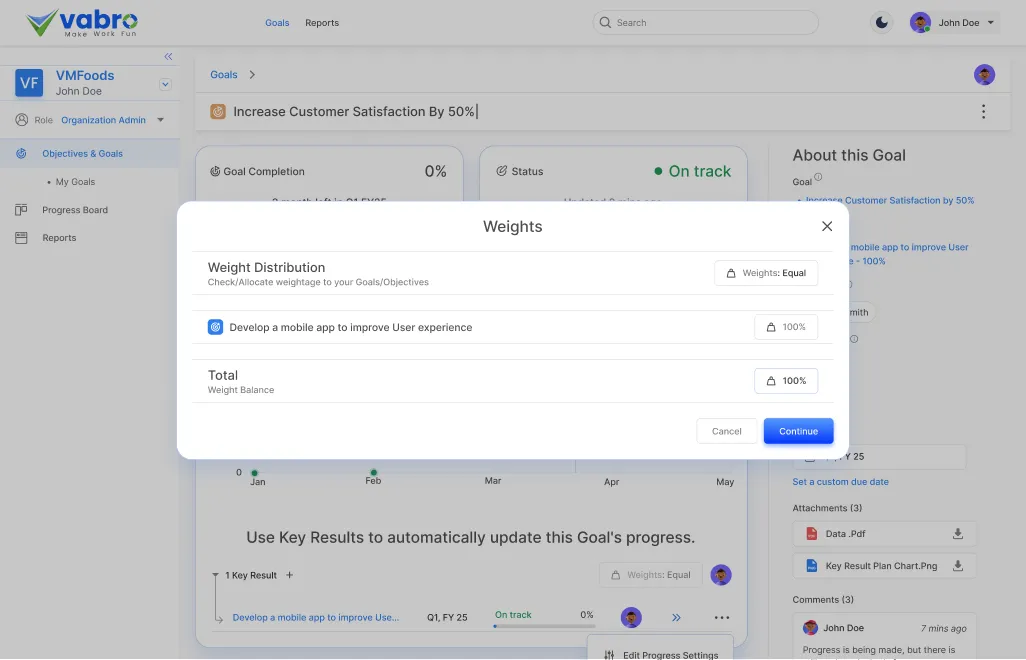 vabro
Make Work Fun
Goals
Reports
Search
John Doe
VF
VMFoods
John Doe
Role
Organization Admin
Objectives & Goals
• My Goals
Progress Board
Reports
Goals
Increase Customer Satisfaction By 50%
Goal Completion
0%
Status
On track
About this Goal
Goal
Increase Customer Satisfaction by 50%
mobile app to improve User
- 100%
mith
Weights
Weight Distribution
Check/Allocate weightage to your Goals/Objectives
Weights: Equal
Develop a mobile app to improve User experience
100%
Total
Weight Balance
100%
Cancel
Continue
FY 25
Set a custom due date
Attachments (3)
Data .Pdf
Key Result Plan Chart.Png
Comments (3)
John Doe
7 mins ago
Progress is being made, but there is
0
Jan
Feb
Mar
Apr
May
Use Key Results to automatically update this Goal's progress.
1 Key Result +
Weights: Equal
Develop a mobile app to improve Use...
Q1, FY 25
On track
0%
Edit Progress Settings